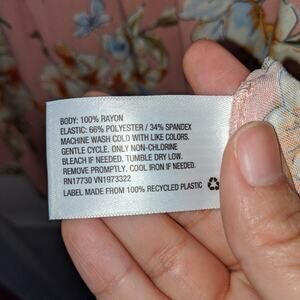 BODY: 100% RAYON
ELASTIC: 66% POLYESTER / 34% SPANDEX
MACHINE WASH COLD WITH LIKE COLORS.
GENTLE CYCLE. ONLY NON-CHLORINE
BLEACH IF NEEDED. TUMBLE DRY LOW.
REMOVE PROMPTLY. COOL IRON IF NEEDED.
RN17730 VN1973322
LABEL MADE FROM 100% RECYCLED PLASTIC